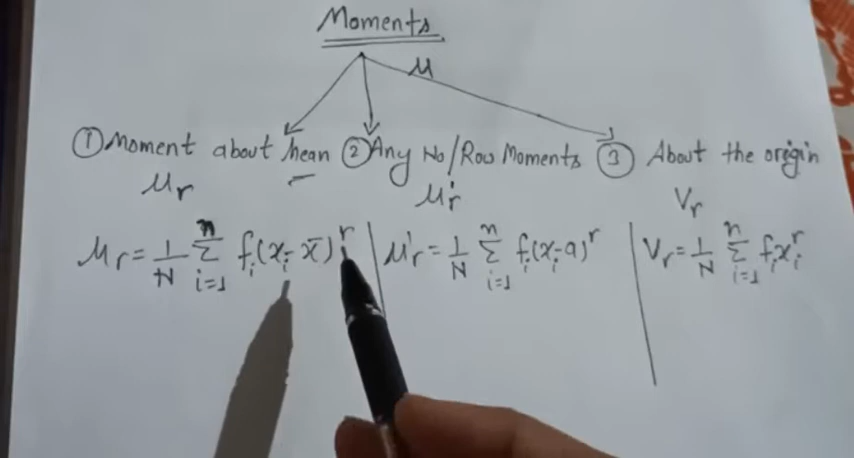 Moments
μ
① Moment about mean ② Any No/Row Moments ③ About the origin
μr μ'r Vr
μr = 1/N Σ_{i=1}^{n} fi(xi - x̄)^r | μ'r = 1/N Σ_{i=1}^{n} fi(xi - a)^r | Vr = 1/N Σ_{i=1}^{n} fi xi^r